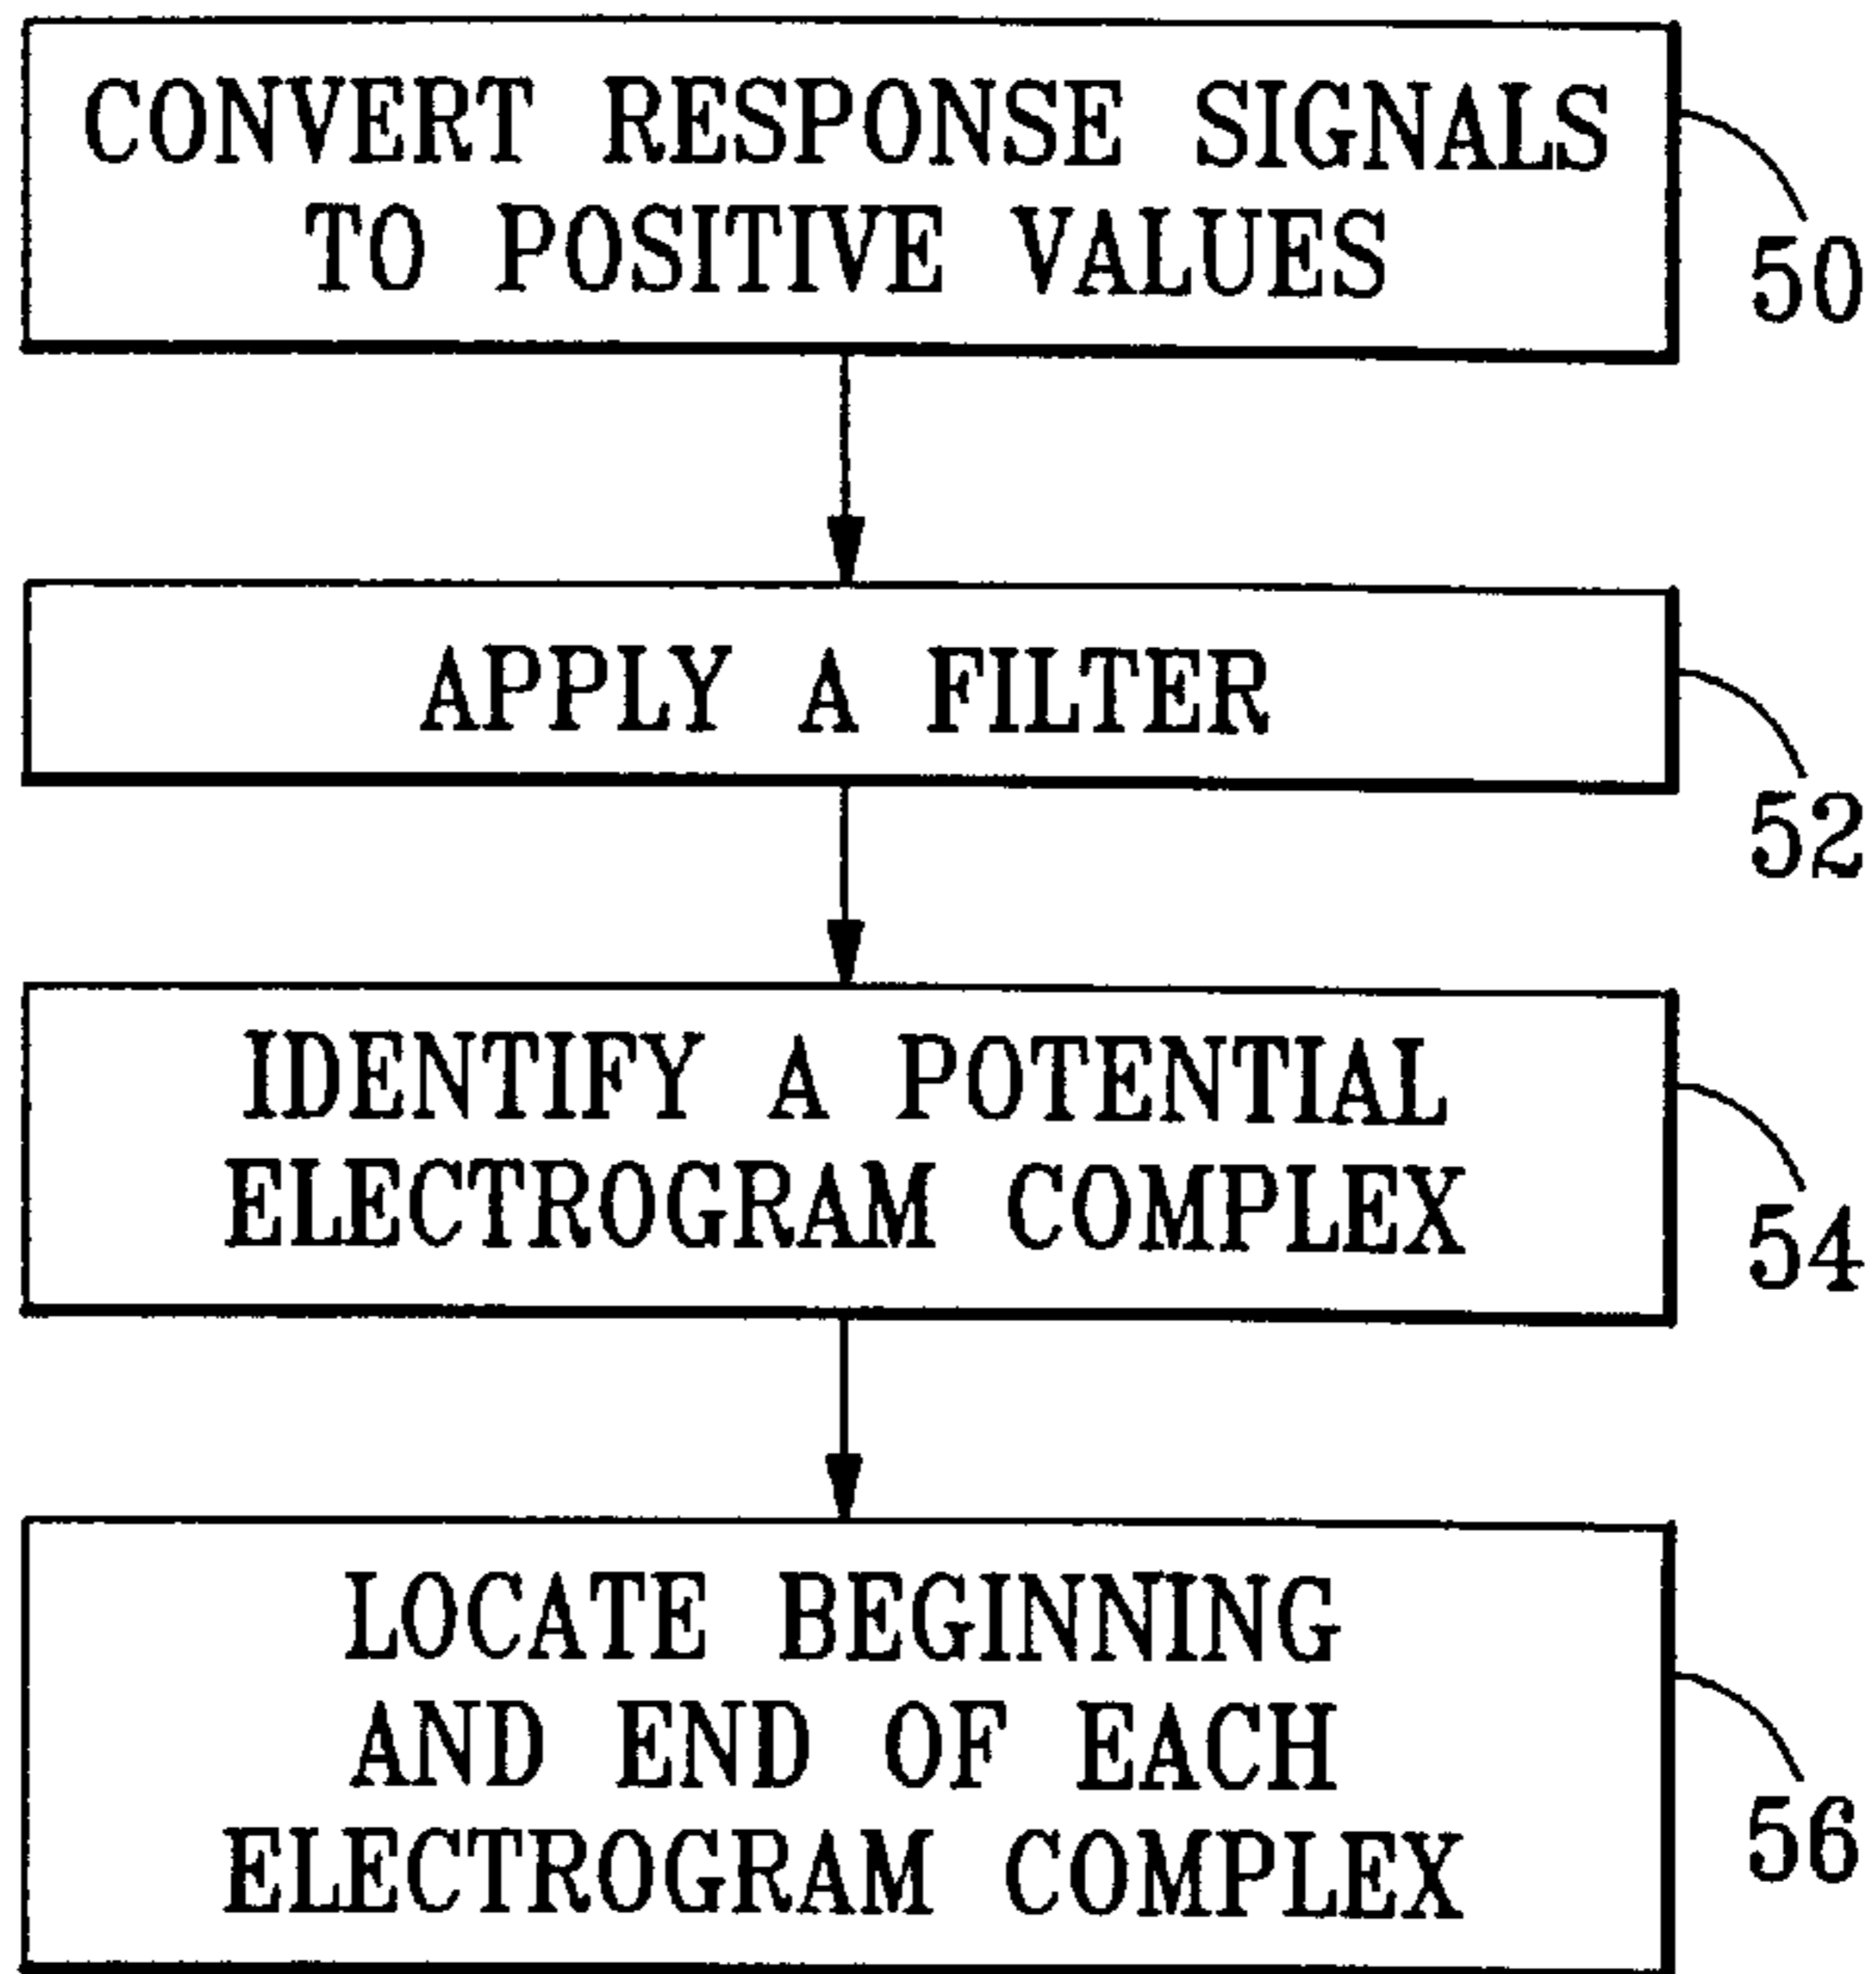 CONVERT RESPONSE SIGNALS
TO POSITIVE VALUES
50
APPLY A FILTER
52
IDENTIFY A POTENTIAL
ELECTROGRAM COMPLEX
54
LOCATE BEGINNING
AND END OF EACH
ELECTROGRAM COMPLEX
56